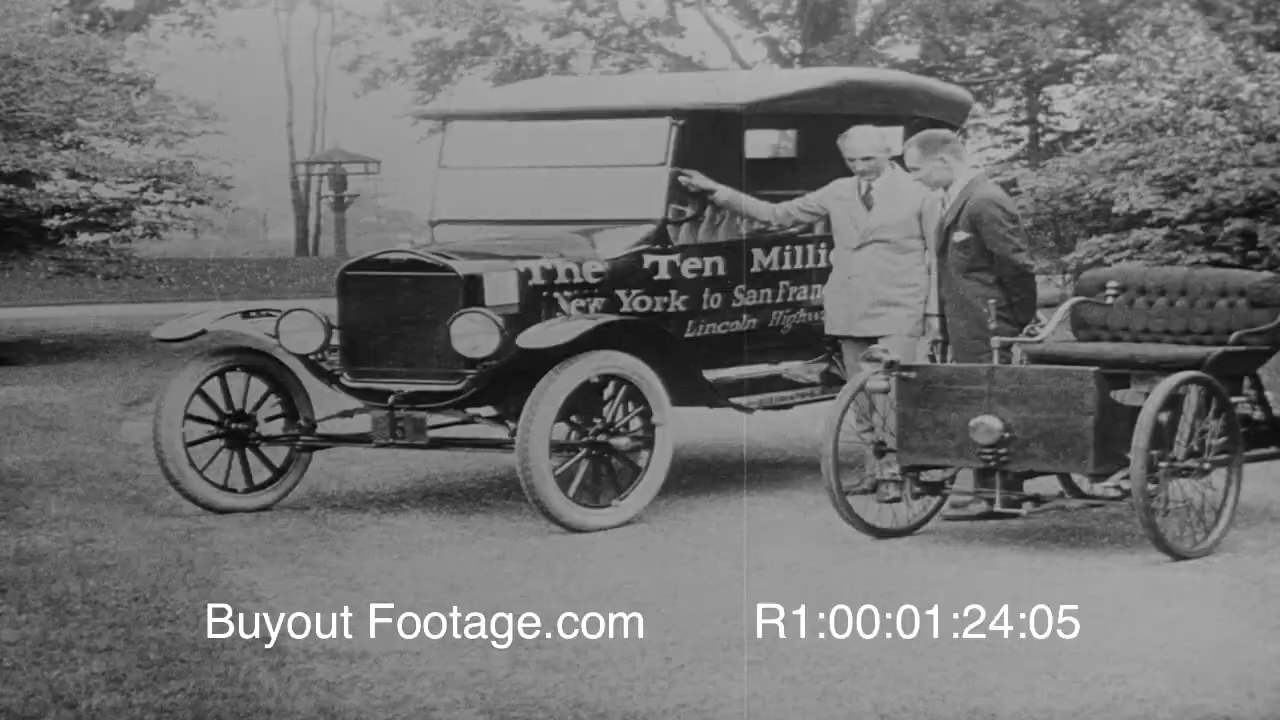 The Ten Milli
New York to San Fran
Lincoln Highw
Buyout Footage.com R1:00:01:24:05